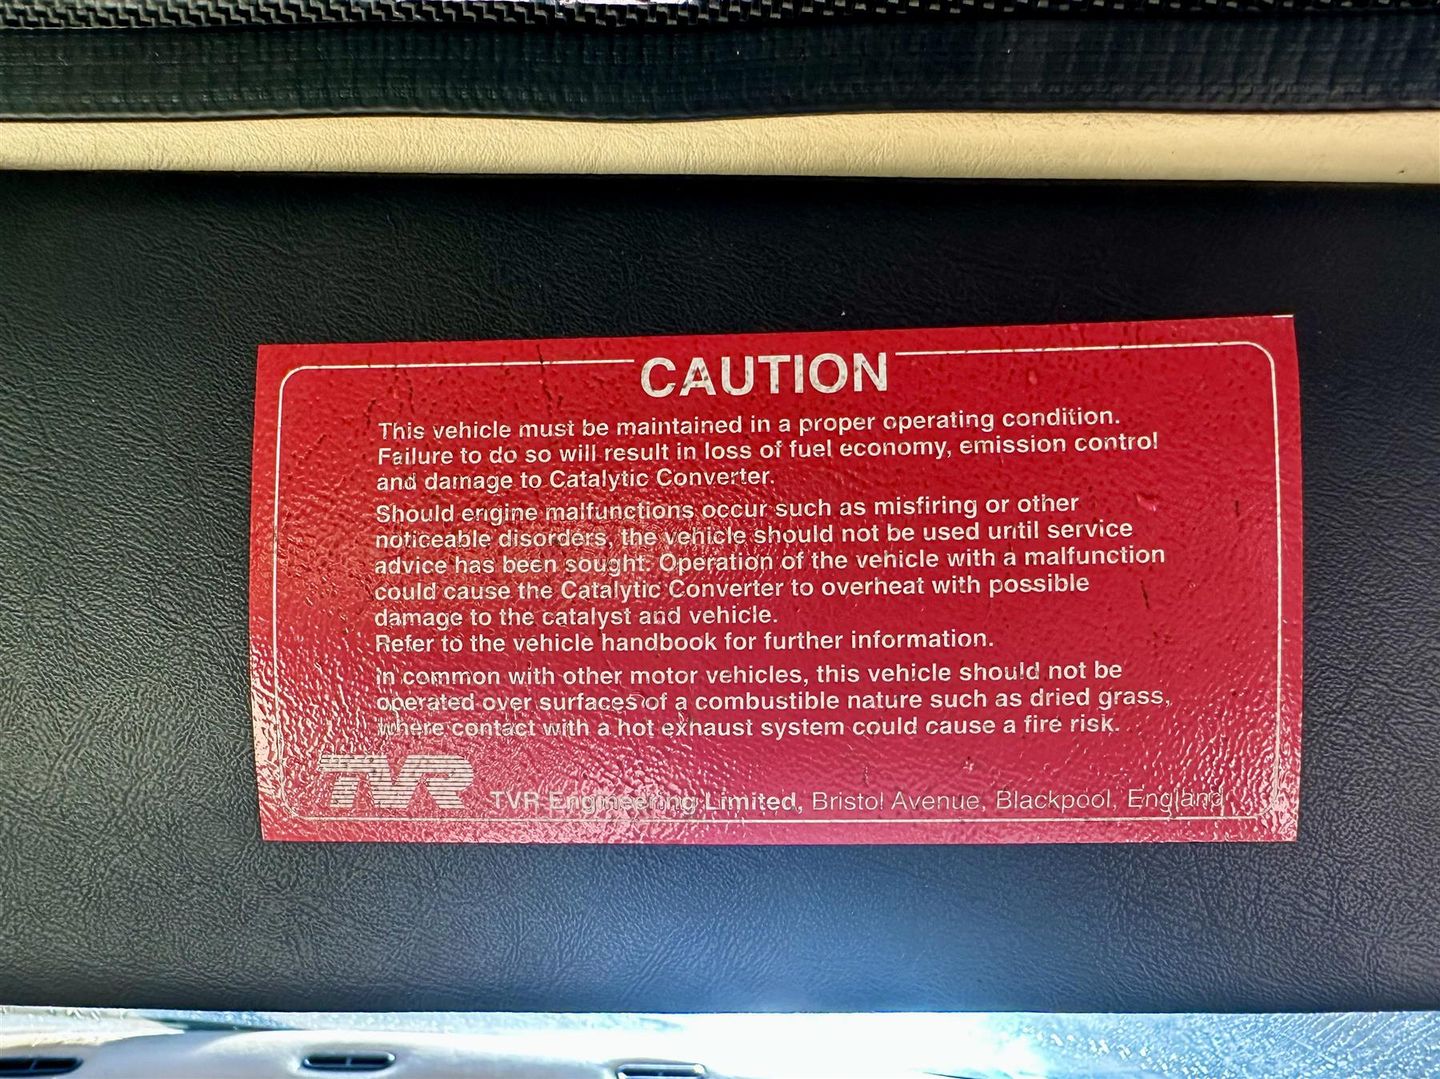 CAUTION
This vehicle must be maintained in a proper operating condition.
Failure to do so will result in loss of fuel economy, emission control
and damage to Catalytic Converter.
Should engine malfunctions occur such as misfiring or other
noticeable disorders, the vehicle should not be used until service
advice has been sought. Operation of the vehicle with a malfunction
could cause the Catalytic Converter to overheat with possible
damage to the catalyst and vehicle.
Refer to the vehicle handbook for further information.
In common with other motor vehicles, this vehicle should not be
operated over surfaces of a combustible nature such as dried grass,
where contact with a hot exhaust system could cause a fire risk.
TVR TVR Engineering Limited, Bristol Avenue, Blackpool, England